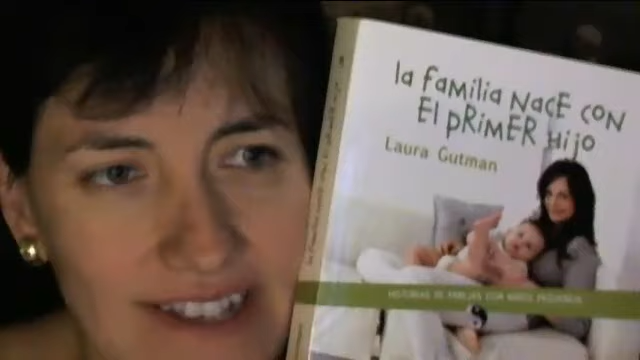 la familia NACE CON
El pRiMER Hijo
Laura Gutman
HISTORIAS DE PAREJAS CON NIÑOS PEQUEÑOS